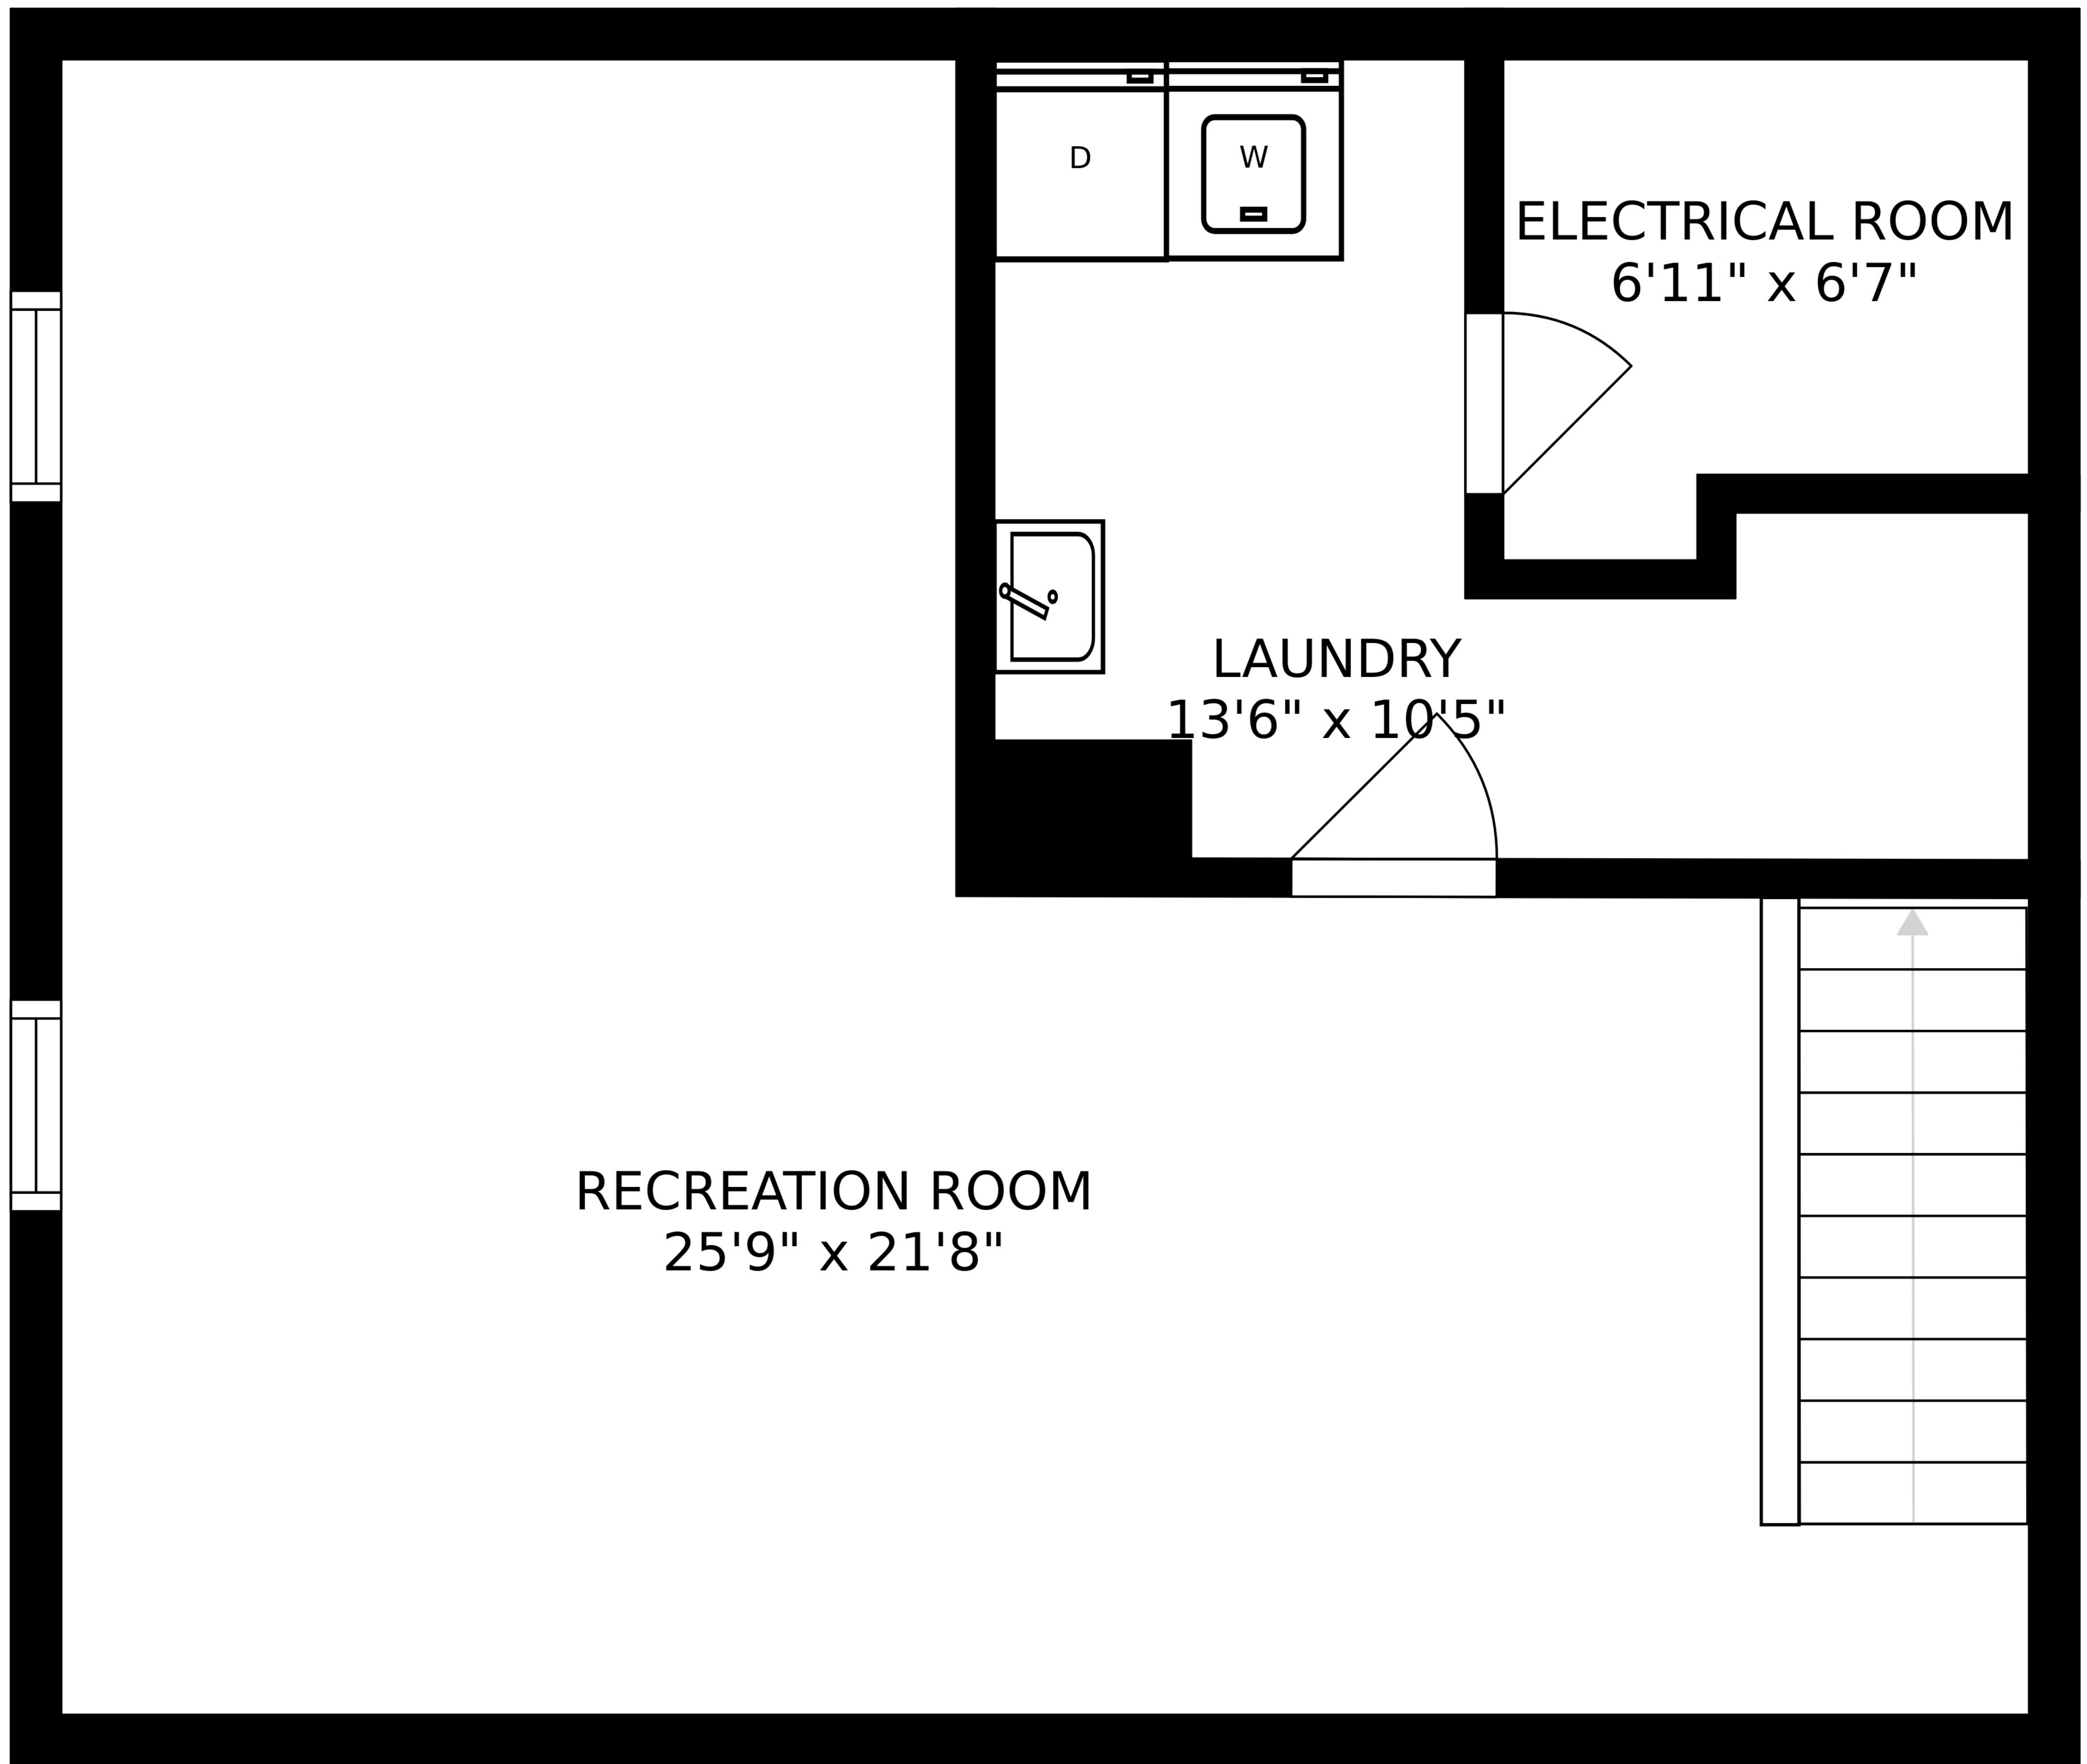 D
W
ELECTRICAL ROOM
6'11" x 6'7"
LAUNDRY
13'6" x 10'5"
RECREATION ROOM
25'9" x 21'8"